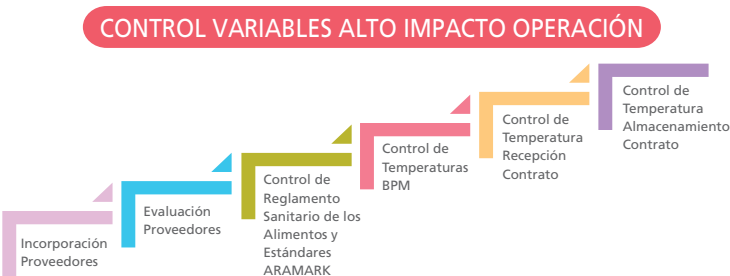 CONTROL VARIABLES ALTO IMPACTO OPERACIÓN
Incorporación
Proveedores
Evaluación
Proveedores
Control de
Reglamento
Sanitario de los
Alimentos y
Estándares
ARAMARK
Control de
Temperaturas
BPM
Control de
Temperatura
Recepción
Contrato
Control de
Temperatura
Almacenamiento
Contrato